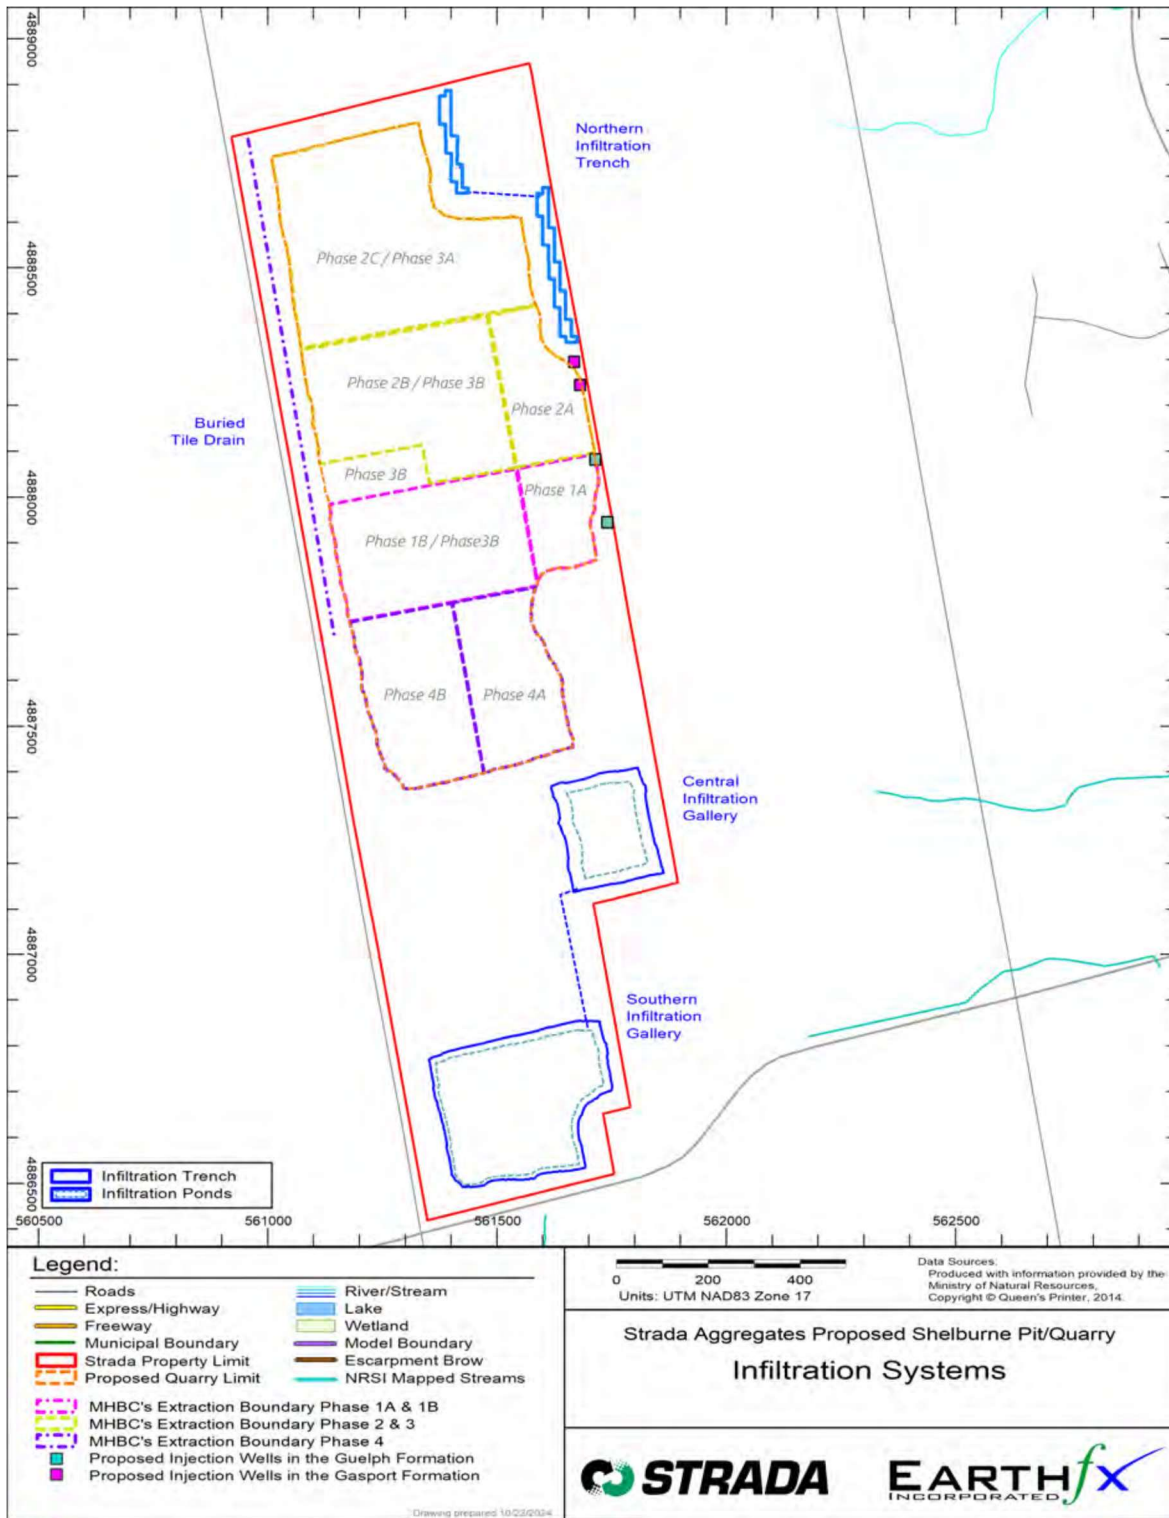 4889000
4888500
4888000
4887500
4887000
4886500
Northern
Infiltration
Trench
Phase 2C / Phase 3A
Phase 2B / Phase 3B
Phase 2A
Buried
Tile Drain
Phase 3B
Phase 1A
Phase 1B / Phase3B
Phase 4B
Phase 4A
Central
Infiltration
Gallery
Southern
Infiltration
Gallery
Infiltration Trench
Infiltration Ponds
560500
561000
561500
562000
562500
Legend:
Roads
Express/Highway
Freeway
Municipal Boundary
Strada Property Limit
Proposed Quarry Limit
River/Stream
Lake
Wetland
Model Boundary
Escarpment Brow
NRSI Mapped Streams
MHBC's Extraction Boundary Phase 1A & 1B
MHBC's Extraction Boundary Phase 2 & 3
MHBC's Extraction Boundary Phase 4
Proposed Injection Wells in the Guelph Formation
Proposed Injection Wells in the Gasport Formation
Drawing prepared 10/23/2024
0 200 400
Units: UTM NAD83 Zone 17
Data Sources:
Produced with information provided by the
Ministry of Natural Resources,
Copyright © Queen's Printer, 2014.
Strada Aggregates Proposed Shelburne Pit/Quarry
Infiltration Systems
STRADA
EARTHfx
INCORPORATED